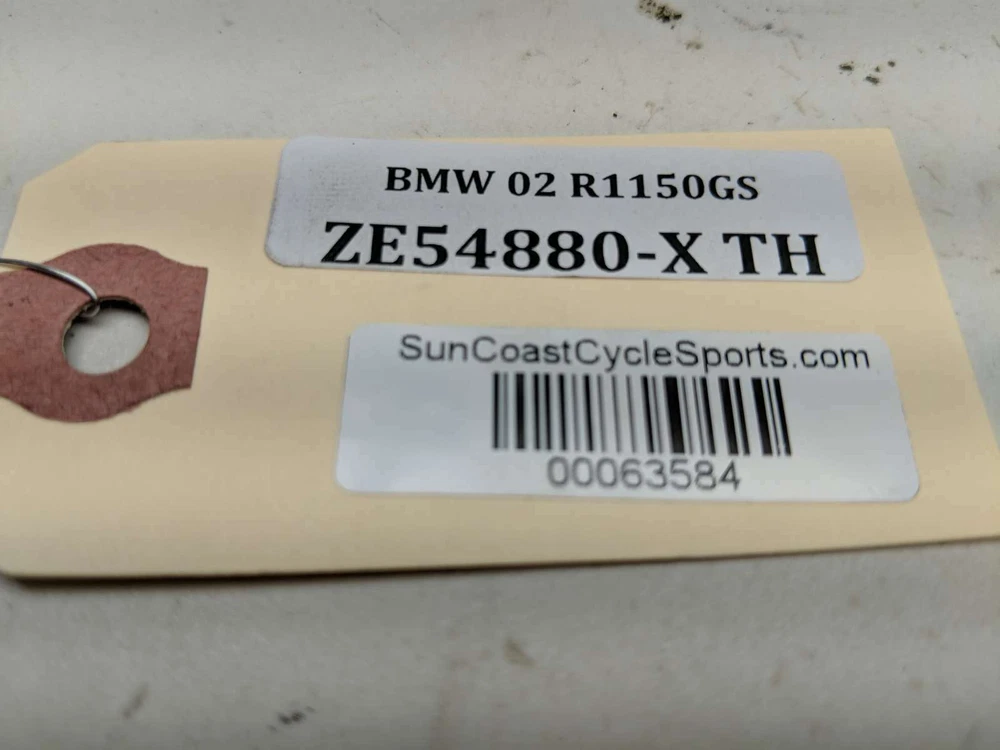 BMW 02 R1150GS
ZE54880-X TH
SunCoastCycleSports.com
00063584